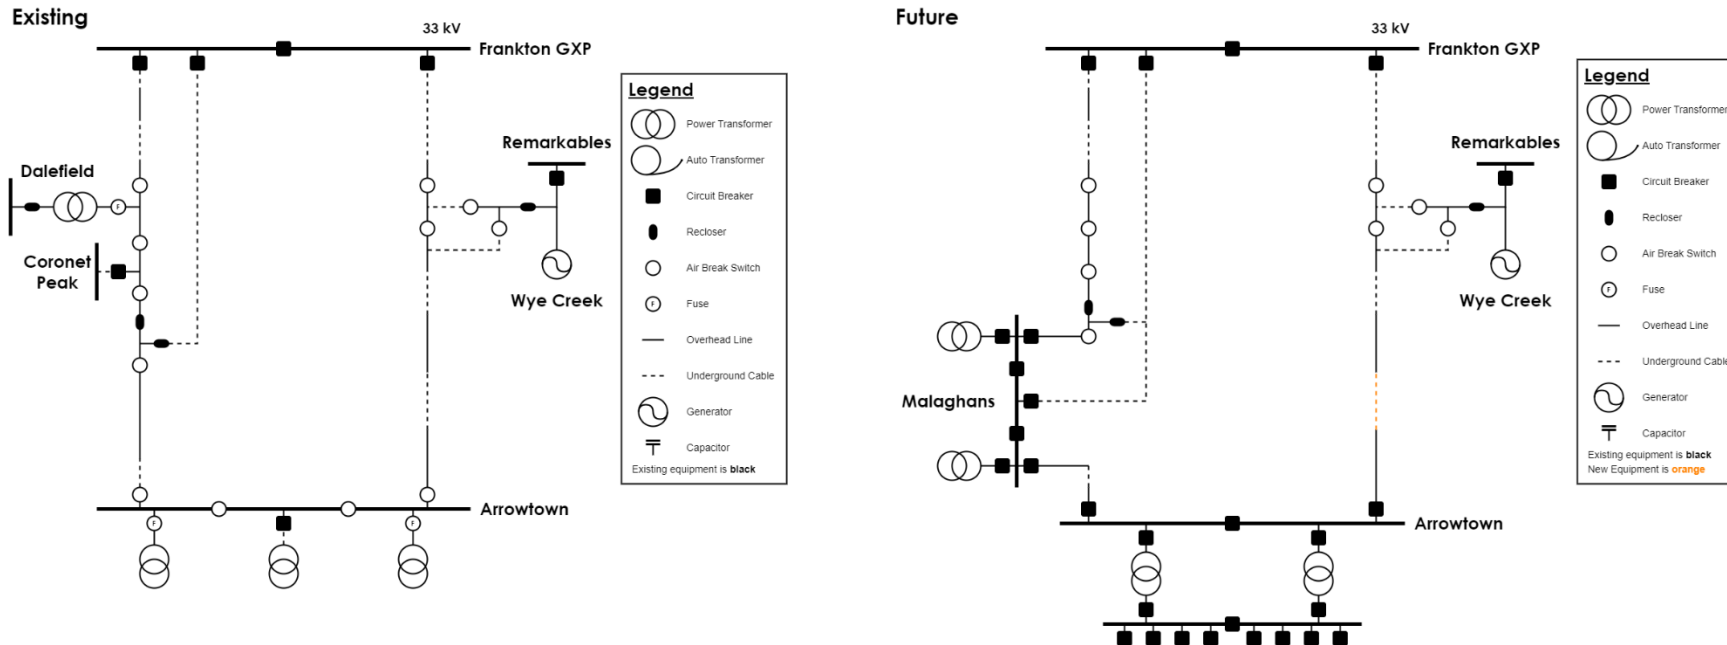 Existing
33 kV
Frankton GXP
Remarkables
Dalefield
F
Coronet
Peak
Wye Creek
Arrowtown
F
F
Legend
Power Transformer
Auto Transformer
Circuit Breaker
Recloser
Air Break Switch
F
Fuse
Overhead Line
Underground Cable
Generator
Capacitor
Existing equipment is black
Future
33 kV
Frankton GXP
Remarkables
Wye Creek
Malaghans
Arrowtown
Legend
Power Transformer
Auto Transformer
Circuit Breaker
Recloser
Air Break Switch
F
Fuse
Overhead Line
Underground Cable
Generator
Capacitor
Existing equipment is black
New Equipment is orange